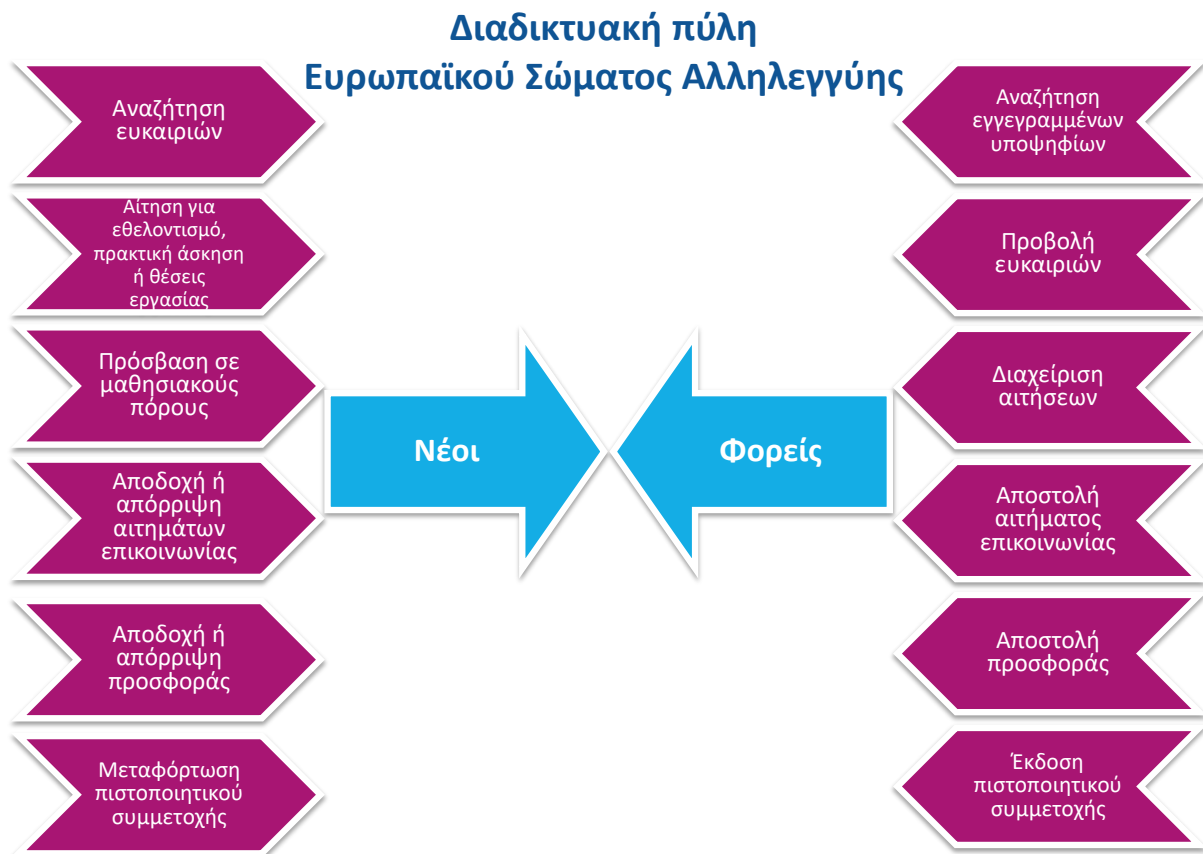 Διαδικτυακή πύλη
Ευρωπαϊκού Σώματος Αλληλεγγύης
Αναζήτηση
ευκαιριών
Αίτηση για
εθελοντισμό,
πρακτική άσκηση
ή θέσεις
εργασίας
Πρόσβαση σε
μαθησιακούς
πόρους
Αποδοχή ή
απόρριψη
αιτημάτων
επικοινωνίας
Αποδοχή ή
απόρριψη
προσφοράς
Μεταφόρτωση
πιστοποιητικού
συμμετοχής
Νέοι
Φορείς
Αναζήτηση
εγγεγραμμένων
υποψηφίων
Προβολή
ευκαιριών
Διαχείριση
αιτήσεων
Αποστολή
αιτήματος
επικοινωνίας
Αποστολή
προσφοράς
Έκδοση
πιστοποιητικού
συμμετοχής